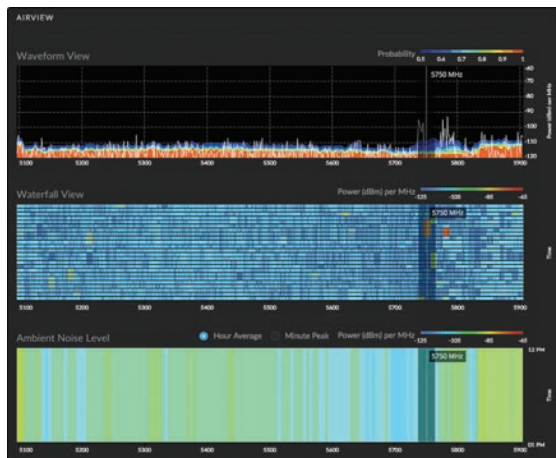 AIRVIEW
Waveform View
Probability
0.5 0.6 0.7 0.8 0.9 1
5750 MHz
-60
-70
-80
-90
-100
-110
-120
Power (dBm) per MHz
5100 5200 5300 5400 5500 5600 5700 5800 5900
Waterfall View
Power (dBm) per MHz
-125 -105 -85 -65
5750 MHz
Time
5100 5200 5300 5400 5500 5600 5700 5800 5900
Ambient Noise Level
Hour Average
Minute Peak
Power (dBm) per MHz
-125 -105 -85 -65
5750 MHz
12 PM
Time
01 PM
5100 5200 5300 5400 5500 5600 5700 5800 5900